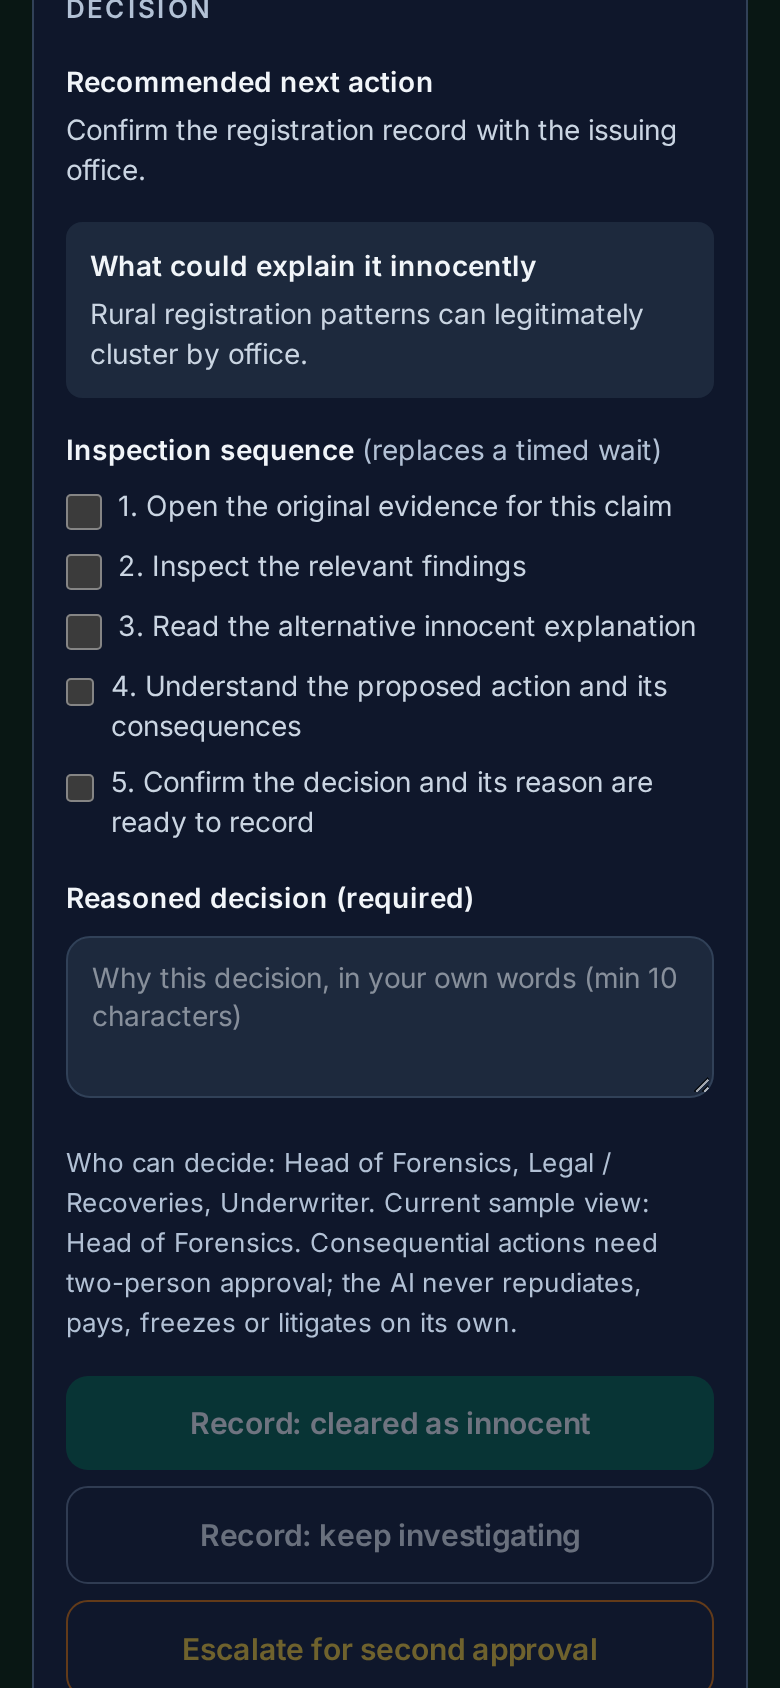 DECISION
Recommended next action
Confirm the registration record with the issuing
office.
What could explain it innocently
Rural registration patterns can legitimately
cluster by office.
Inspection sequence (replaces a timed wait)
1. Open the original evidence for this claim
2. Inspect the relevant findings
3. Read the alternative innocent explanation
4. Understand the proposed action and its
consequences
5. Confirm the decision and its reason are
ready to record
Reasoned decision (required)
Why this decision, in your own words (min 10
characters)
Who can decide: Head of Forensics, Legal /
Recoveries, Underwriter. Current sample view:
Head of Forensics. Consequential actions need
two-person approval; the AI never repudiates,
pays, freezes or litigates on its own.
Record: cleared as innocent
Record: keep investigating
Escalate for second approval